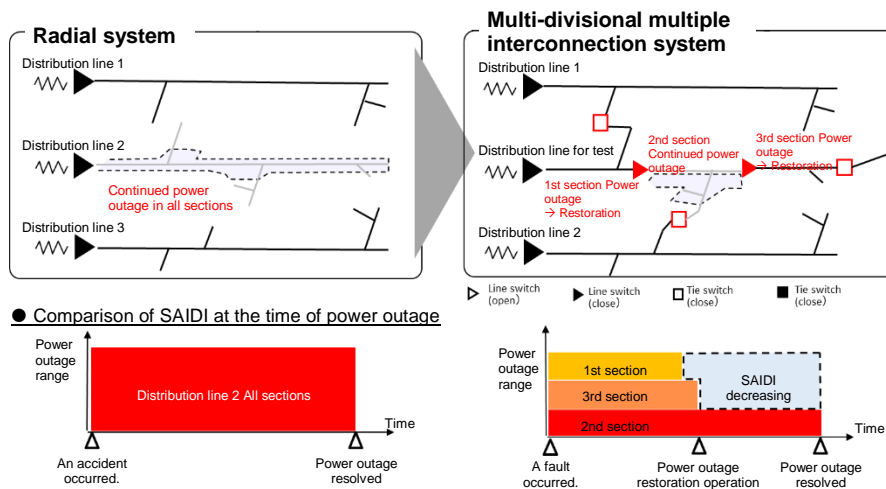 Radial system
Distribution line 1
Distribution line 2
Continued power
outage in all sections
Distribution line 3
Multi-divisional multiple
interconnection system
Distribution line 1
2nd section
Continued power
outage
3rd section Power
outage
→ Restoration
Distribution line for test
1st section Power
outage
→ Restoration
Distribution line 2
Line switch
(open)
Line switch
(close)
Tie switch
(close)
Tie switch
(close)
● Comparison of SAIDI at the time of power outage
Power
outage
range
Distribution line 2 All sections
Time
An accident
occurred.
Power outage
resolved
Power
outage
range
1st section
3rd section
2nd section
SAIDI
decreasing
Time
A fault
occurred.
Power outage
restoration operation
Power outage
resolved